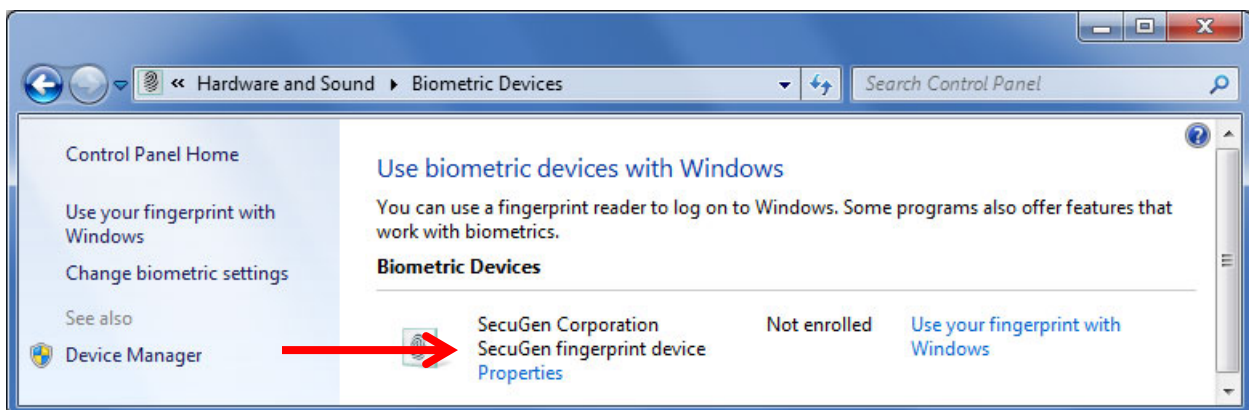 « Hardware and Sound ▸ Biometric Devices
Search Control Panel
Control Panel Home
Use your fingerprint with
Windows
Change biometric settings
See also
Device Manager
Use biometric devices with Windows
You can use a fingerprint reader to log on to Windows. Some programs also offer features that
work with biometrics.
Biometric Devices
SecuGen Corporation
SecuGen fingerprint device
Properties
Not enrolled
Use your fingerprint with
Windows